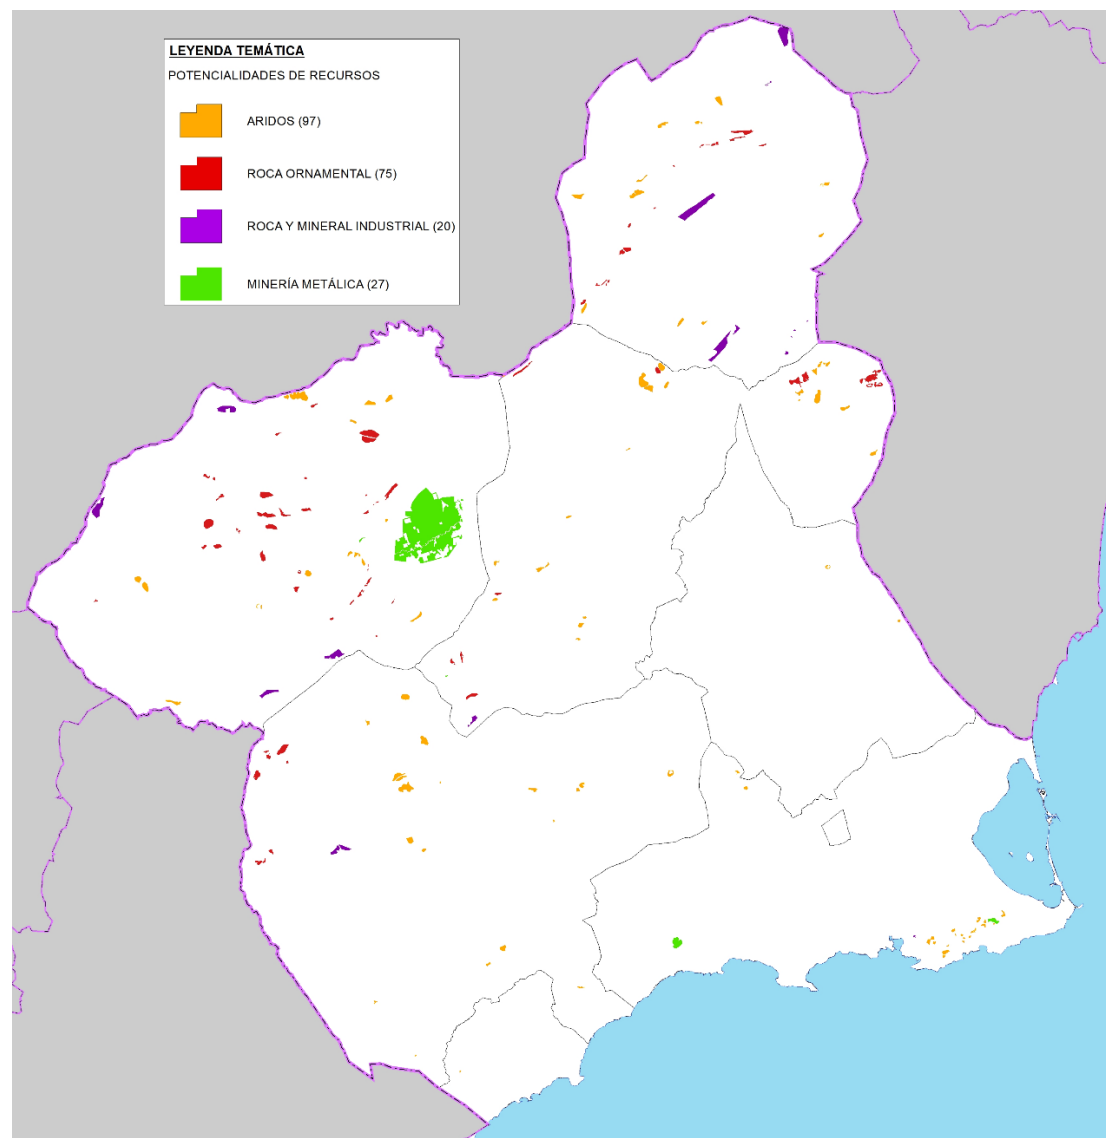 LEYENDA TEMÁTICA
POTENCIALIDADES DE RECURSOS
ARIDOS (97)
ROCA ORNAMENTAL (75)
ROCA Y MINERAL INDUSTRIAL (20)
MINERÍA METÁLICA (27)